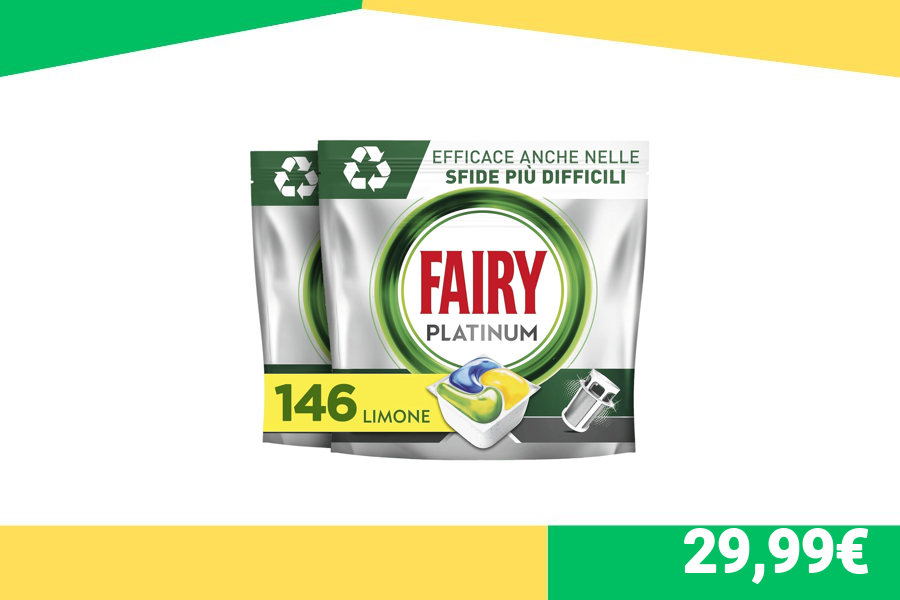 EFFICACE ANCHE NELLE
SFIDE PIÙ DIFFICILI
FAIRY
PLATINUM
146 LIMONE
29,99€